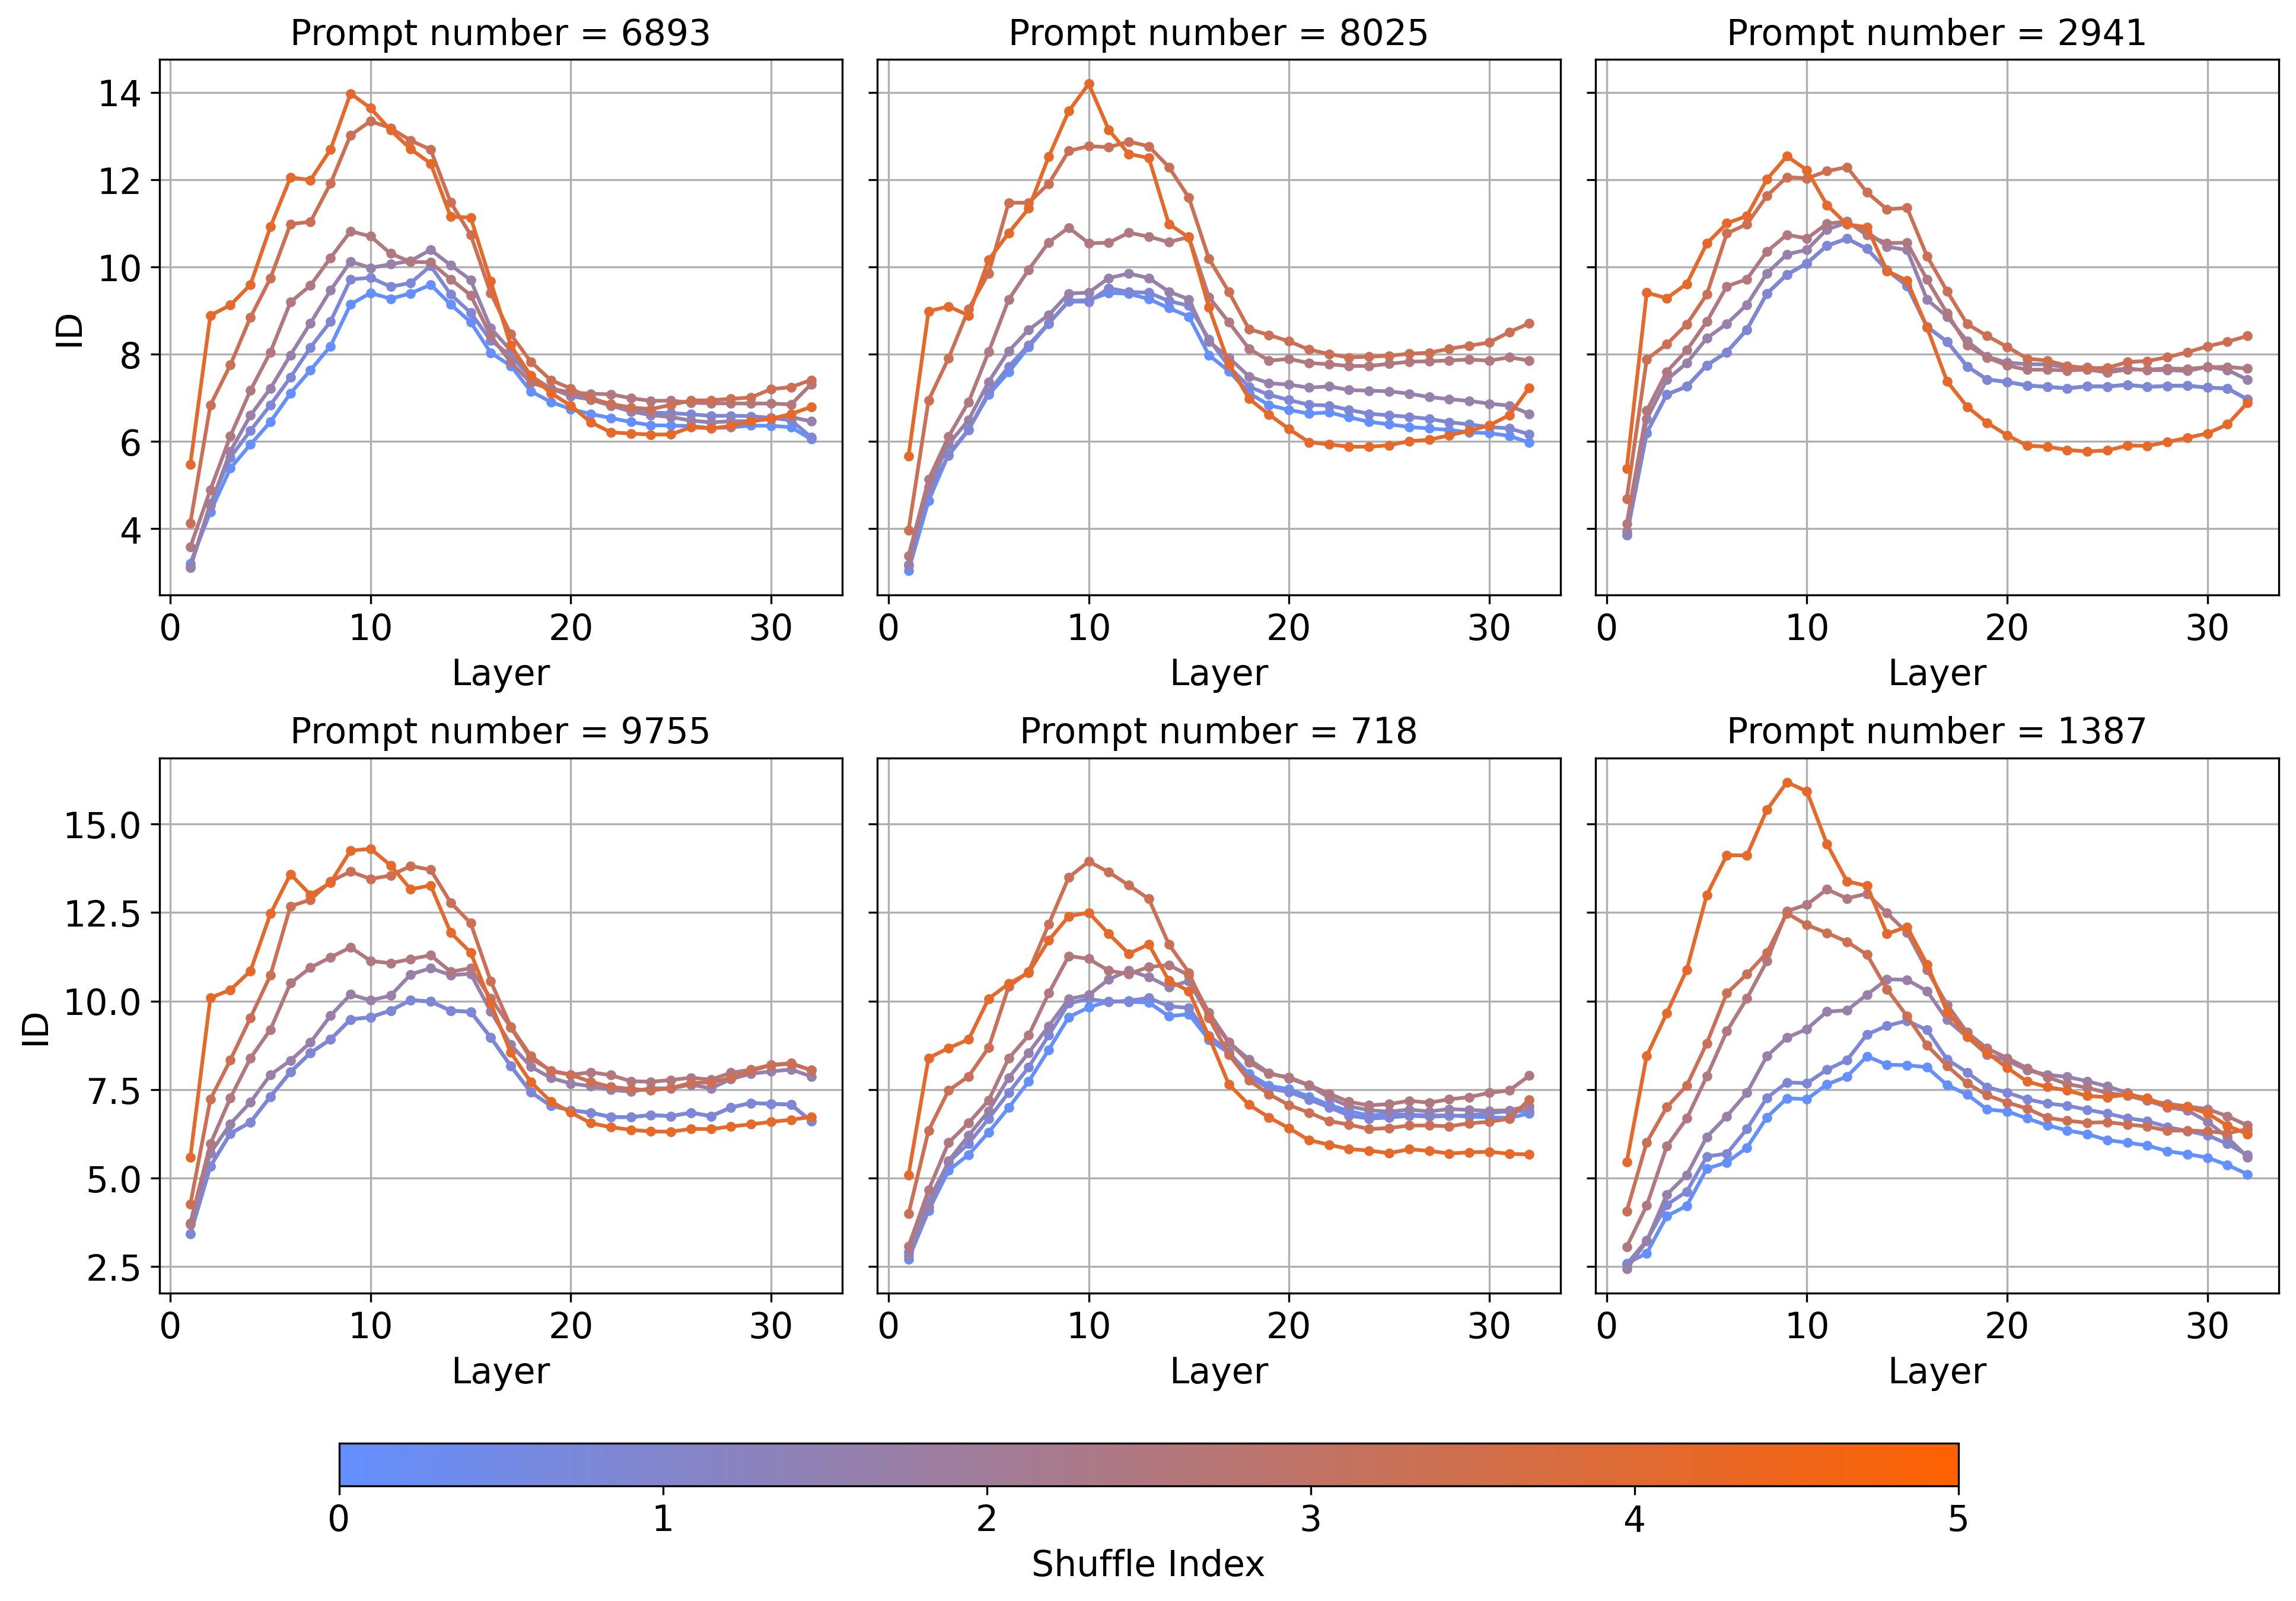 Prompt number = 6893
Prompt number = 8025
Prompt number = 2941
ID
14
12
10
8
6
4
0 10 20 30
0 10 20 30
0 10 20 30
Layer
Layer
Layer
Prompt number = 9755
Prompt number = 718
Prompt number = 1387
ID
15.0
12.5
10.0
7.5
5.0
2.5
0 10 20 30
0 10 20 30
0 10 20 30
Layer
Layer
Layer
0 1 2 3 4 5
Shuffle Index